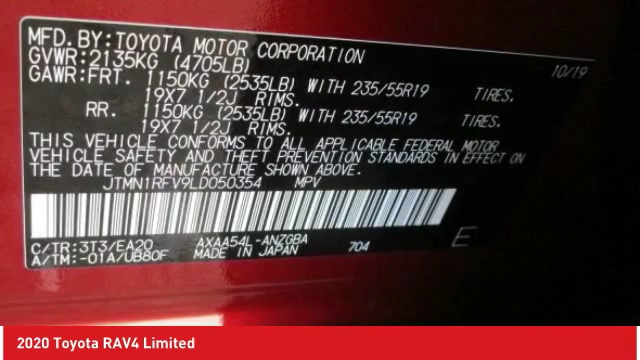 MFD.BY:TOYOTA MOTOR CORPORATION 10/19
GVWR:2135KG (4705LB)
GAWR:FRT. 1150KG (2535LB) WITH 235/55R19 TIRES.
19X7 1/2J RIMS.
RR. 1150KG (2535LB) WITH 235/55R19 TIRES.
19X7 1/2J RIMS.
THIS VEHICLE CONFORMS TO ALL APPLICABLE FEDERAL MOTOR
VEHICLE SAFETY AND THEFT PREVENTION STANDARDS IN EFFECT ON
THE DATE OF MANUFACTURE SHOWN ABOVE.
JTMN1RFV9LD050354 MPV
C/TR:3T3/EA20 AXAA54L-ANZGBA
A/TM:-01A/UB80F MADE IN JAPAN 704 E
2020 Toyota RAV4 Limited